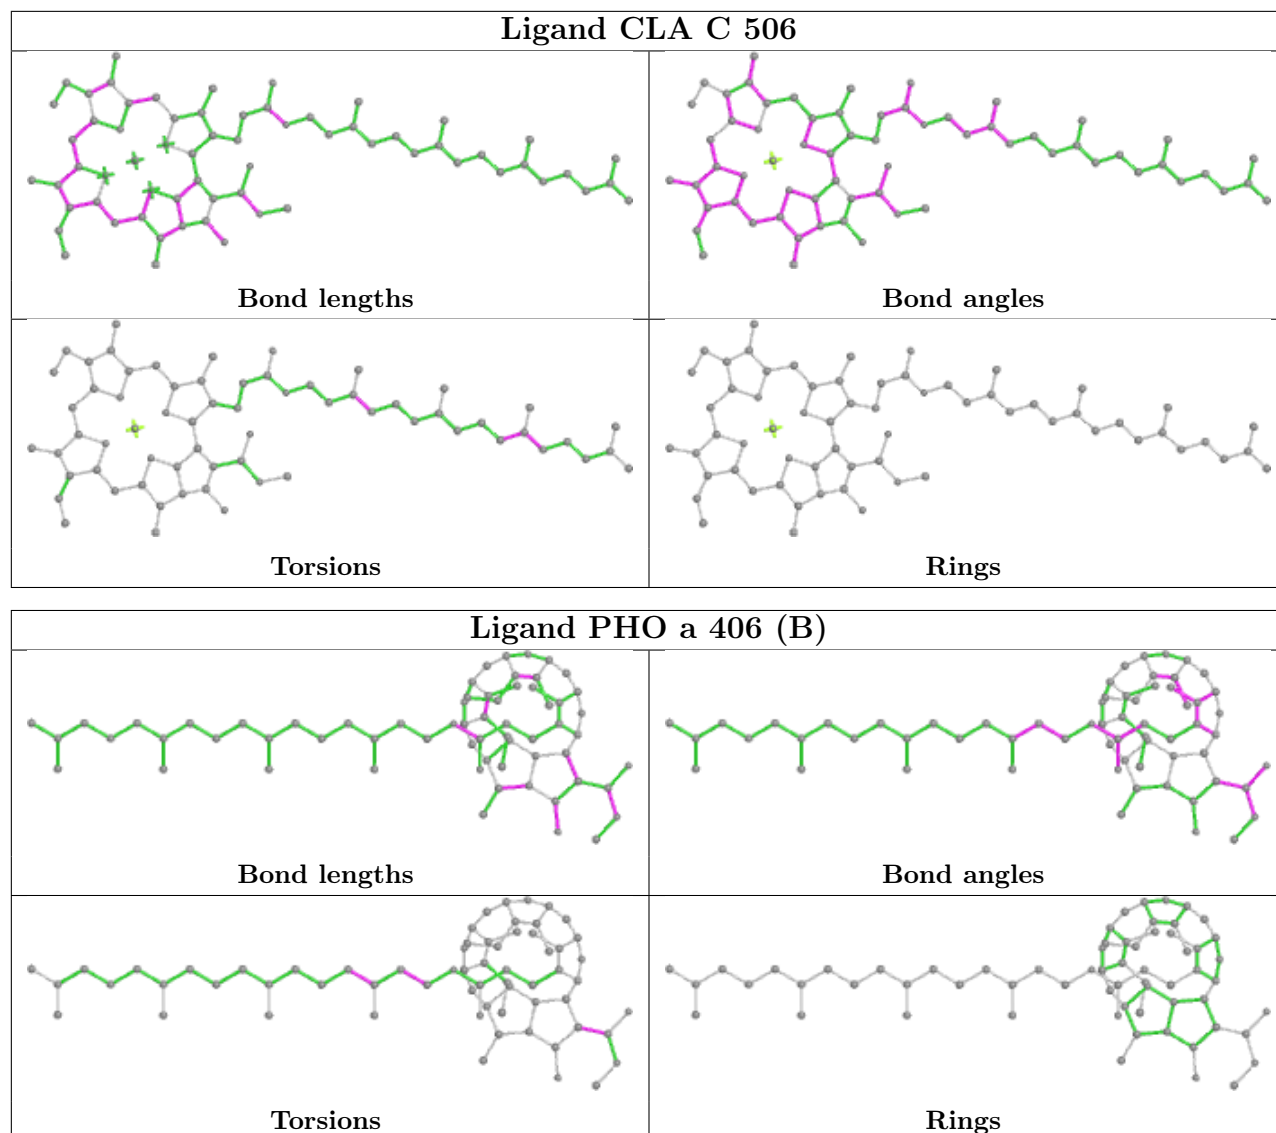 Ligand CLA C 506
Bond lengths
Bond angles
Torsions
Rings
Ligand PHO a 406 (B)
Bond lengths
Bond angles
Torsions
Rings